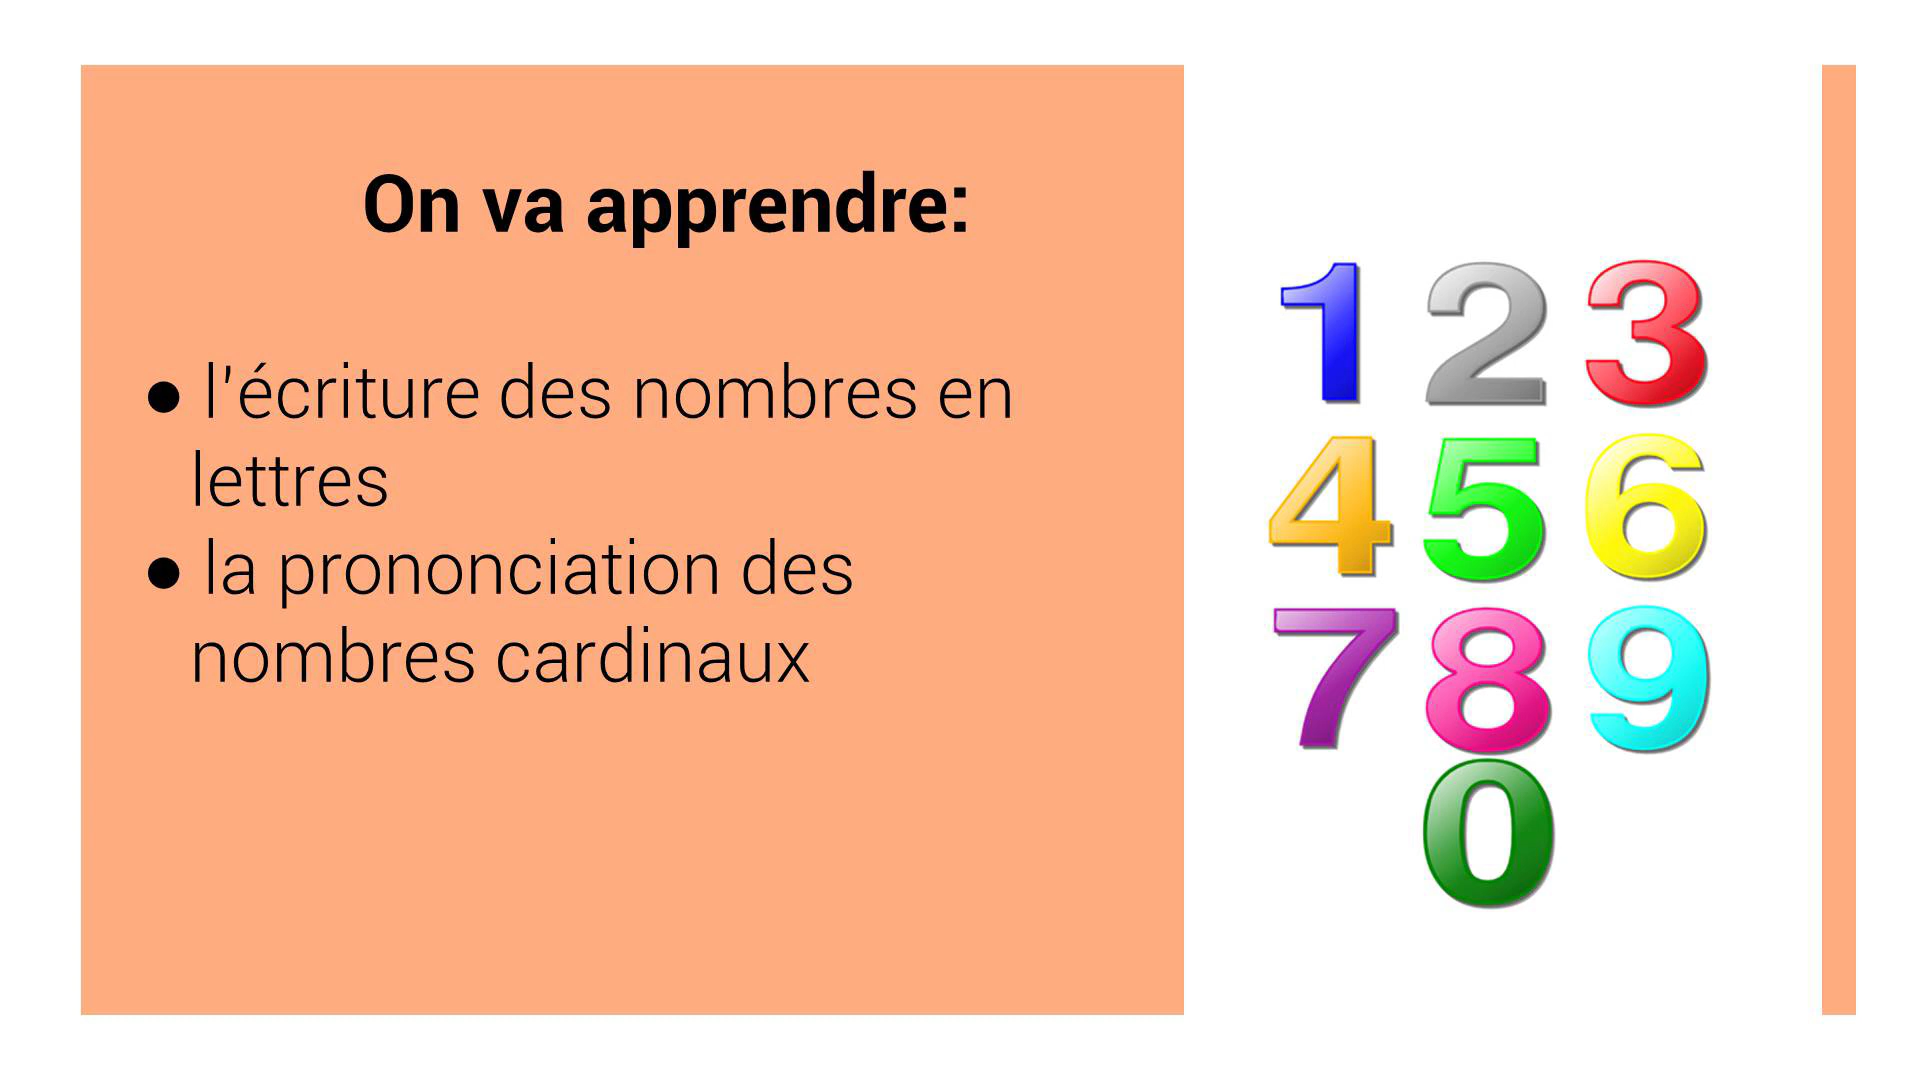 On va apprendre:
● l'écriture des nombres en
lettres
● la prononciation des
nombres cardinaux
1 2 3
4 5 6
7 8 9
0